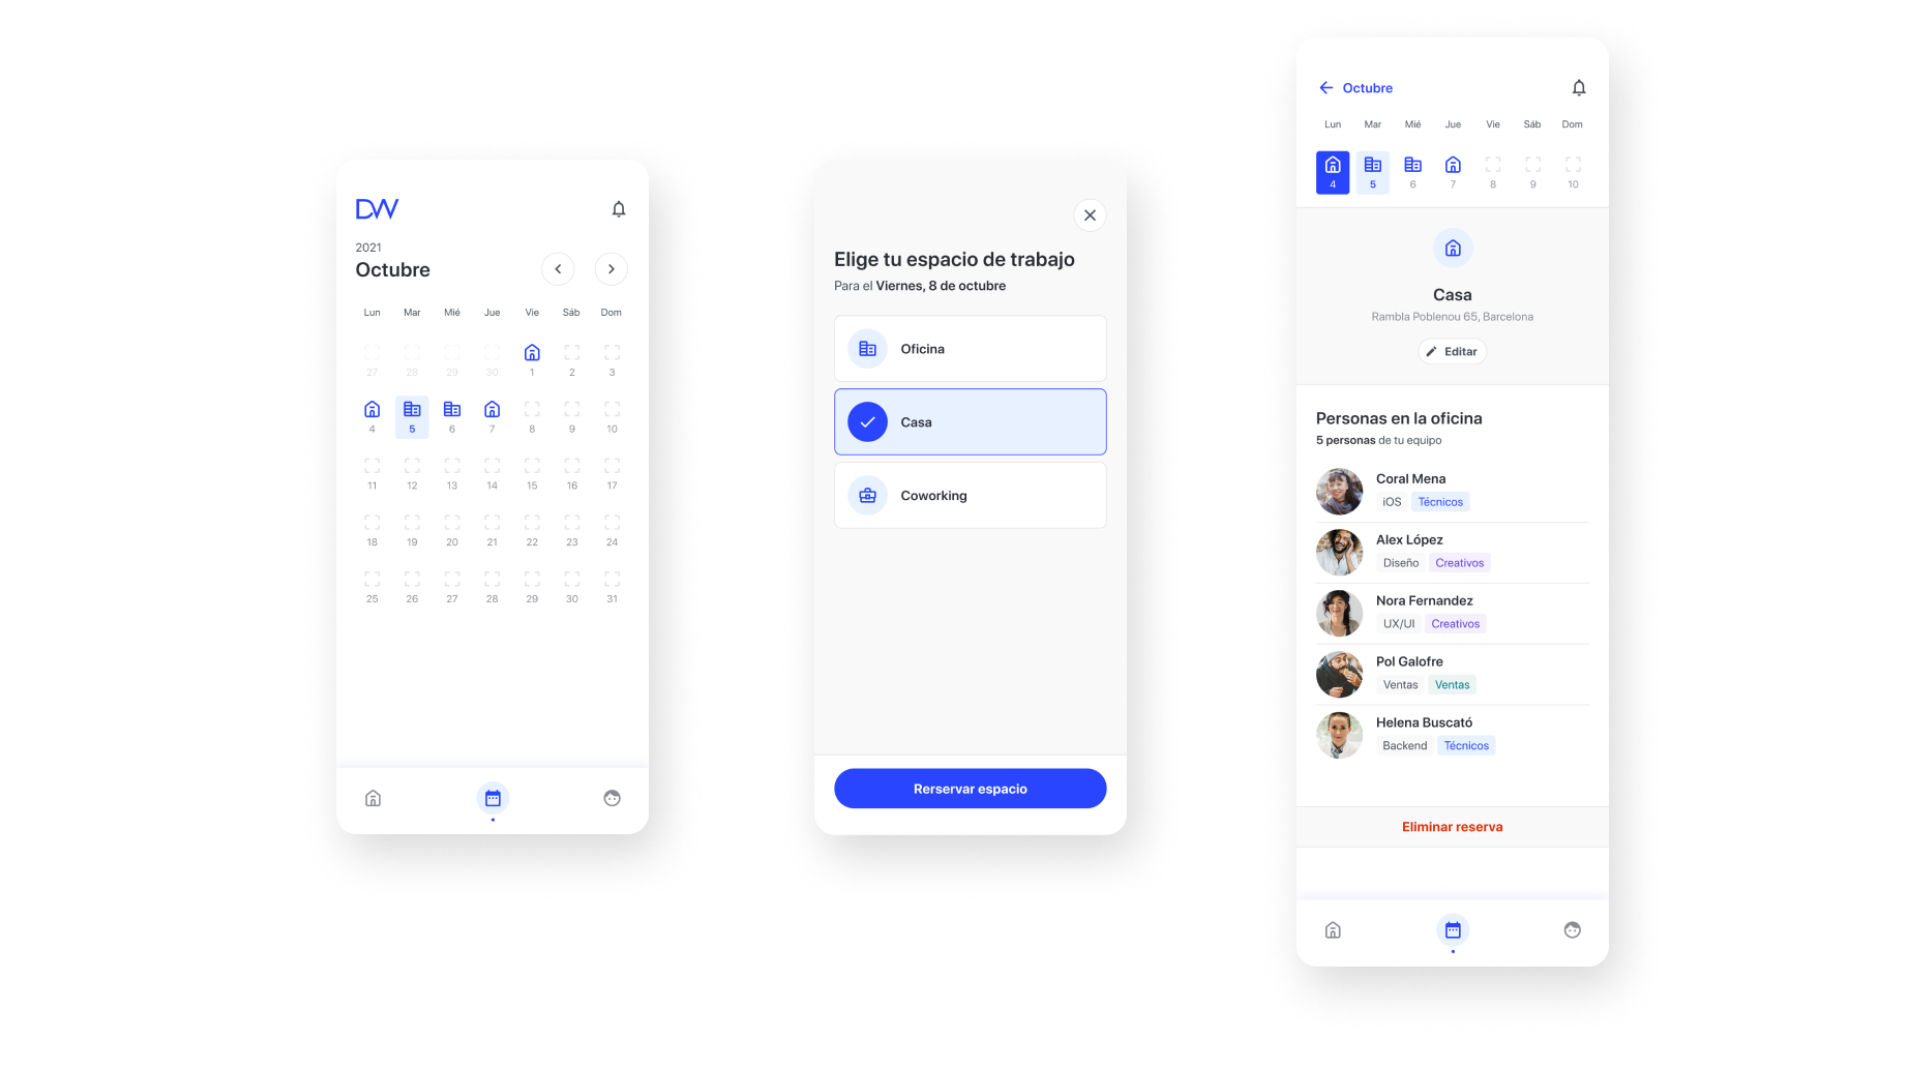 DW
2021
Octubre
Lun Mar Mié Jue Vie Sáb Dom
27 28 29 30 1 2 3
4 5 6 7 8 9 10
11 12 13 14 15 16 17
18 19 20 21 22 23 24
25 26 27 28 29 30 31
Elige tu espacio de trabajo
Para el Viernes, 8 de octubre
Oficina
Casa
Coworking
Rerservar espacio
Octubre
Lun Mar Mié Jue Vie Sáb Dom
4 5 6 7 8 9 10
Casa
Rambla Poblenou 65, Barcelona
Editar
Personas en la oficina
5 personas de tu equipo
Coral Mena
iOS Técnicos
Alex López
Diseño Creativos
Nora Fernandez
UX/UI Creativos
Pol Galofre
Ventas Ventas
Helena Buscató
Backend Técnicos
Eliminar reserva